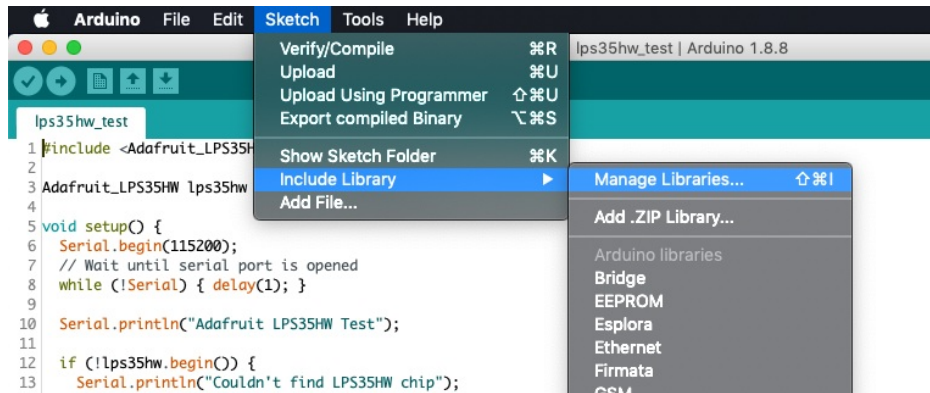 Arduino File Edit Sketch Tools Help
lps35hw_test | Arduino 1.8.8
Verify/Compile ⌘R
Upload ⌘U
Upload Using Programmer ⇧⌘U
Export compiled Binary ⌥⌘S
Show Sketch Folder ⌘K
Include Library ▶
Add File...
Manage Libraries... ⇧⌘I
Add .ZIP Library...
Arduino libraries
Bridge
EEPROM
Esplora
Ethernet
Firmata
GSM
lps35hw_test
1 #include <Adafruit_LPS35H
2
3 Adafruit_LPS35HW lps35hw
4
5 void setup() {
6 Serial.begin(115200);
7 // Wait until serial port is opened
8 while (!Serial) { delay(1); }
9
10 Serial.println("Adafruit LPS35HW Test");
11
12 if (!lps35hw.begin()) {
13 Serial.println("Couldn't find LPS35HW chip");